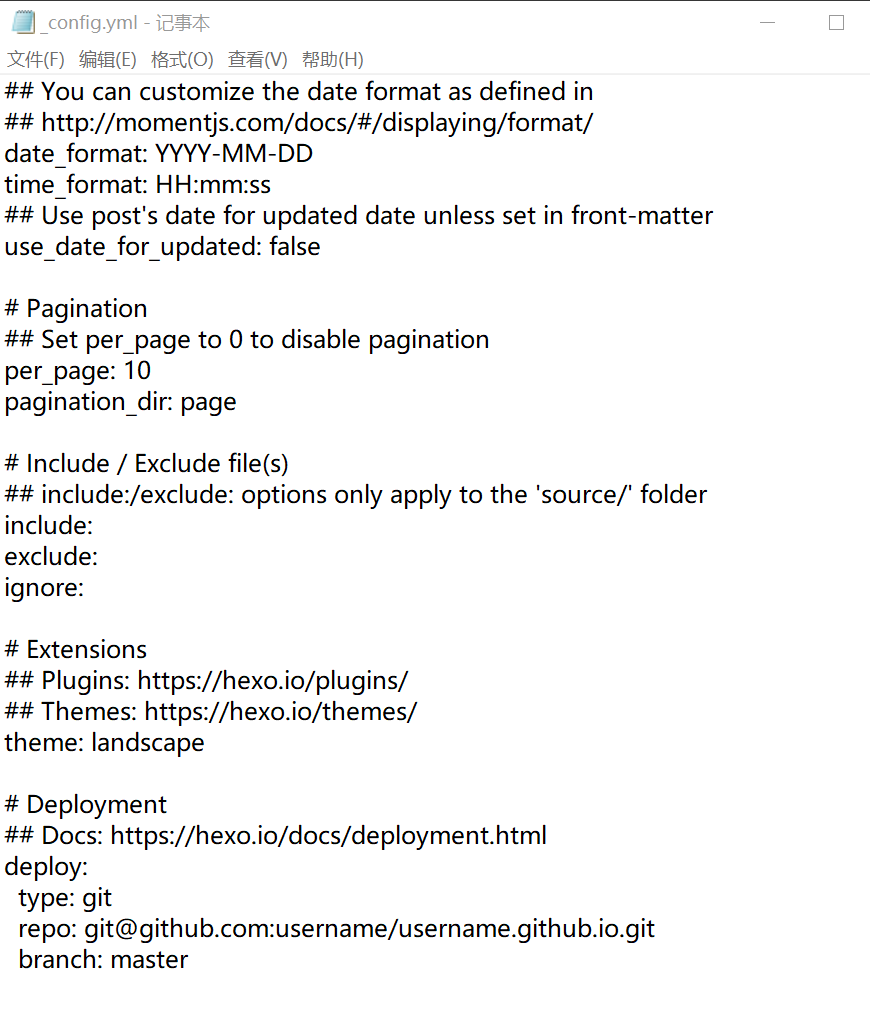 _config.yml - 记事本
文件(F) 编辑(E) 格式(O) 查看(V) 帮助(H)
## You can customize the date format as defined in
## http://momentjs.com/docs/#/displaying/format/
date_format: YYYY-MM-DD
time_format: HH:mm:ss
## Use post's date for updated date unless set in front-matter
use_date_for_updated: false

# Pagination
## Set per_page to 0 to disable pagination
per_page: 10
pagination_dir: page

# Include / Exclude file(s)
## include:/exclude: options only apply to the 'source/' folder
include:
exclude:
ignore:

# Extensions
## Plugins: https://hexo.io/plugins/
## Themes: https://hexo.io/themes/
theme: landscape

# Deployment
## Docs: https://hexo.io/docs/deployment.html
deploy:
  type: git
  repo: git@github.com:username/username.github.io.git
  branch: master